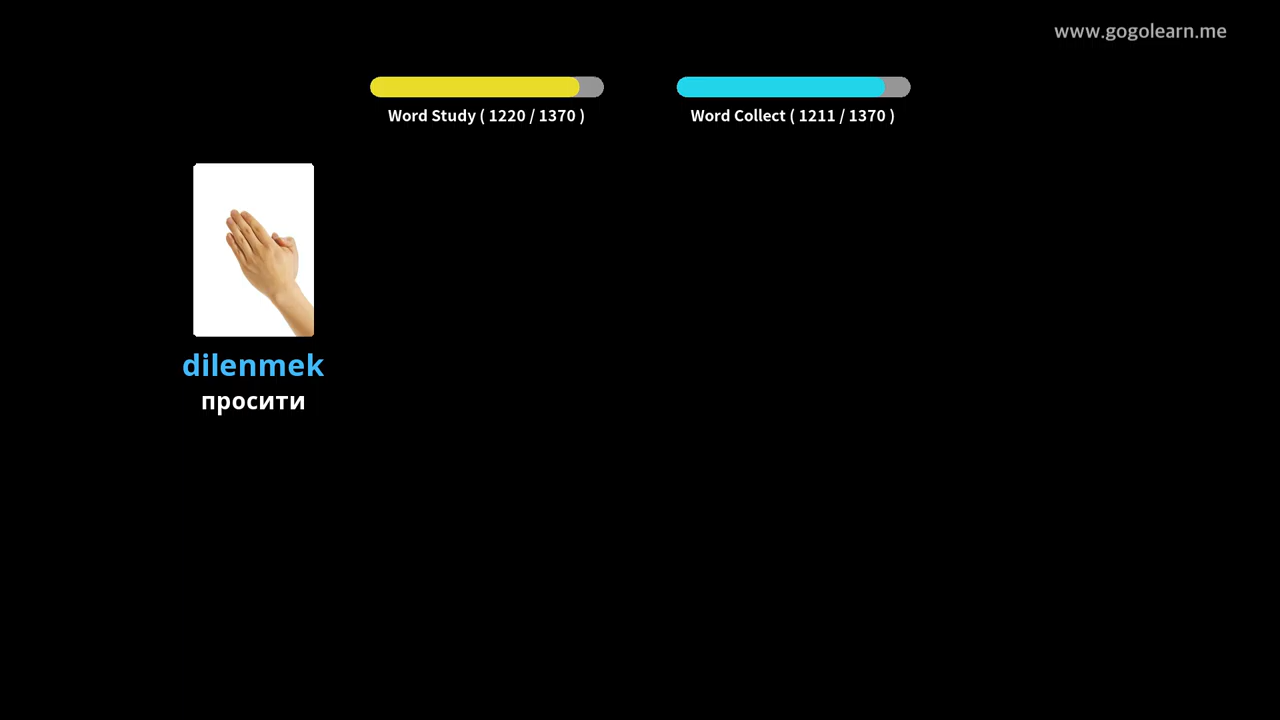 www.gogolearn.me
Word Study ( 1220 / 1370 )
Word Collect ( 1211 / 1370 )
dilenmek
просити